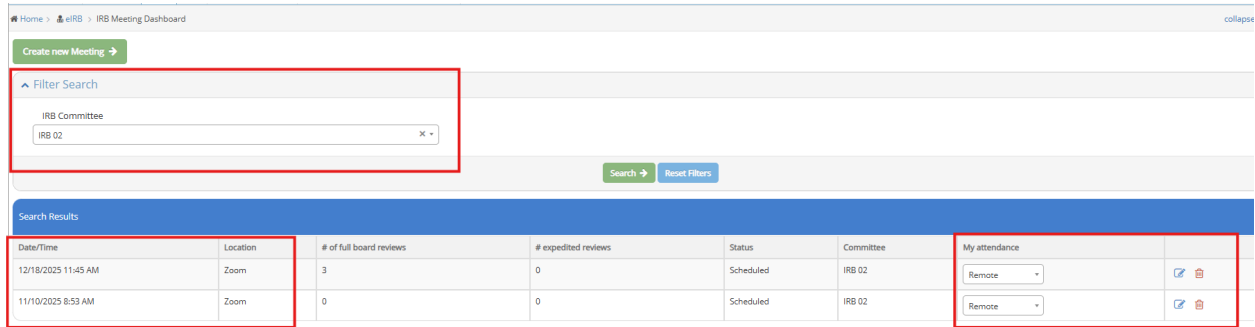 Home > eIRB > IRB Meeting Dashboard collapse
Create new Meeting →
Filter Search
IRB Committee
IRB 02 ×
Search → Reset Filters
Search Results
Date/Time Location # of full board reviews # expedited reviews Status Committee My attendance
12/18/2025 11:45 AM Zoom 3 0 Scheduled IRB 02 Remote
11/10/2025 8:53 AM Zoom 0 0 Scheduled IRB 02 Remote